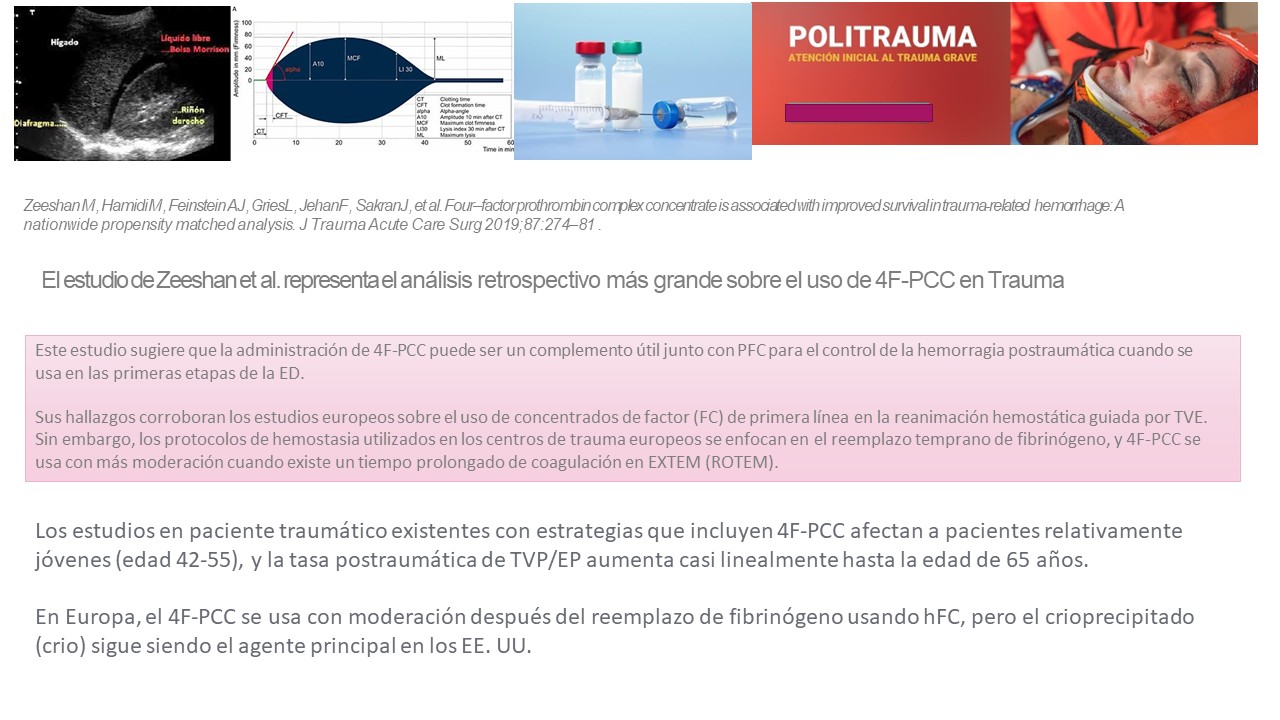 Hígado
Líquido libre
...Bolsa Morrison
...Riñón
derecho
Diafragma.....
A
Amplitude in mm (Firmness)
100
80
60
40
20
0
20
40
60
80
100
alpha
A10
MCF
LI 30
ML
CFT
CT
CT Clotting time
CFT Clot formation time
alpha Alpha-angle
A10 Amplitude 10 min after CT
MCF Maximum clot firmness
LI30 Lysis index 30 min after CT
ML Maximum lysis
0 10 20 30 40 50 60
Time in min
POLITRAUMA
ATENCIÓN INICIAL AL TRAUMA GRAVE
Zeeshan M, Hamidi M, Feinstein AJ, Gries L, Jehan F, Sakran J, et al. Four–factor prothrombin complex concentrate is associated with improved survival in trauma-related hemorrhage: A
nationwide propensity matched analysis. J Trauma Acute Care Surg 2019;87:274–81 .
El estudio de Zeeshan et al. representa el análisis retrospectivo más grande sobre el uso de 4F-PCC en Trauma
Este estudio sugiere que la administración de 4F-PCC puede ser un complemento útil junto con PFC para el control de la hemorragia postraumática cuando se
usa en las primeras etapas de la ED.
Sus hallazgos corroboran los estudios europeos sobre el uso de concentrados de factor (FC) de primera línea en la reanimación hemostática guiada por TVE.
Sin embargo, los protocolos de hemostasia utilizados en los centros de trauma europeos se enfocan en el reemplazo temprano de fibrinógeno, y 4F-PCC se
usa con más moderación cuando existe un tiempo prolongado de coagulación en EXTEM (ROTEM).
Los estudios en paciente traumático existentes con estrategias que incluyen 4F-PCC afectan a pacientes relativamente
jóvenes (edad 42-55), y la tasa postraumática de TVP/EP aumenta casi linealmente hasta la edad de 65 años.
En Europa, el 4F-PCC se usa con moderación después del reemplazo de fibrinógeno usando hFC, pero el crioprecipitado
(crio) sigue siendo el agente principal en los EE. UU.